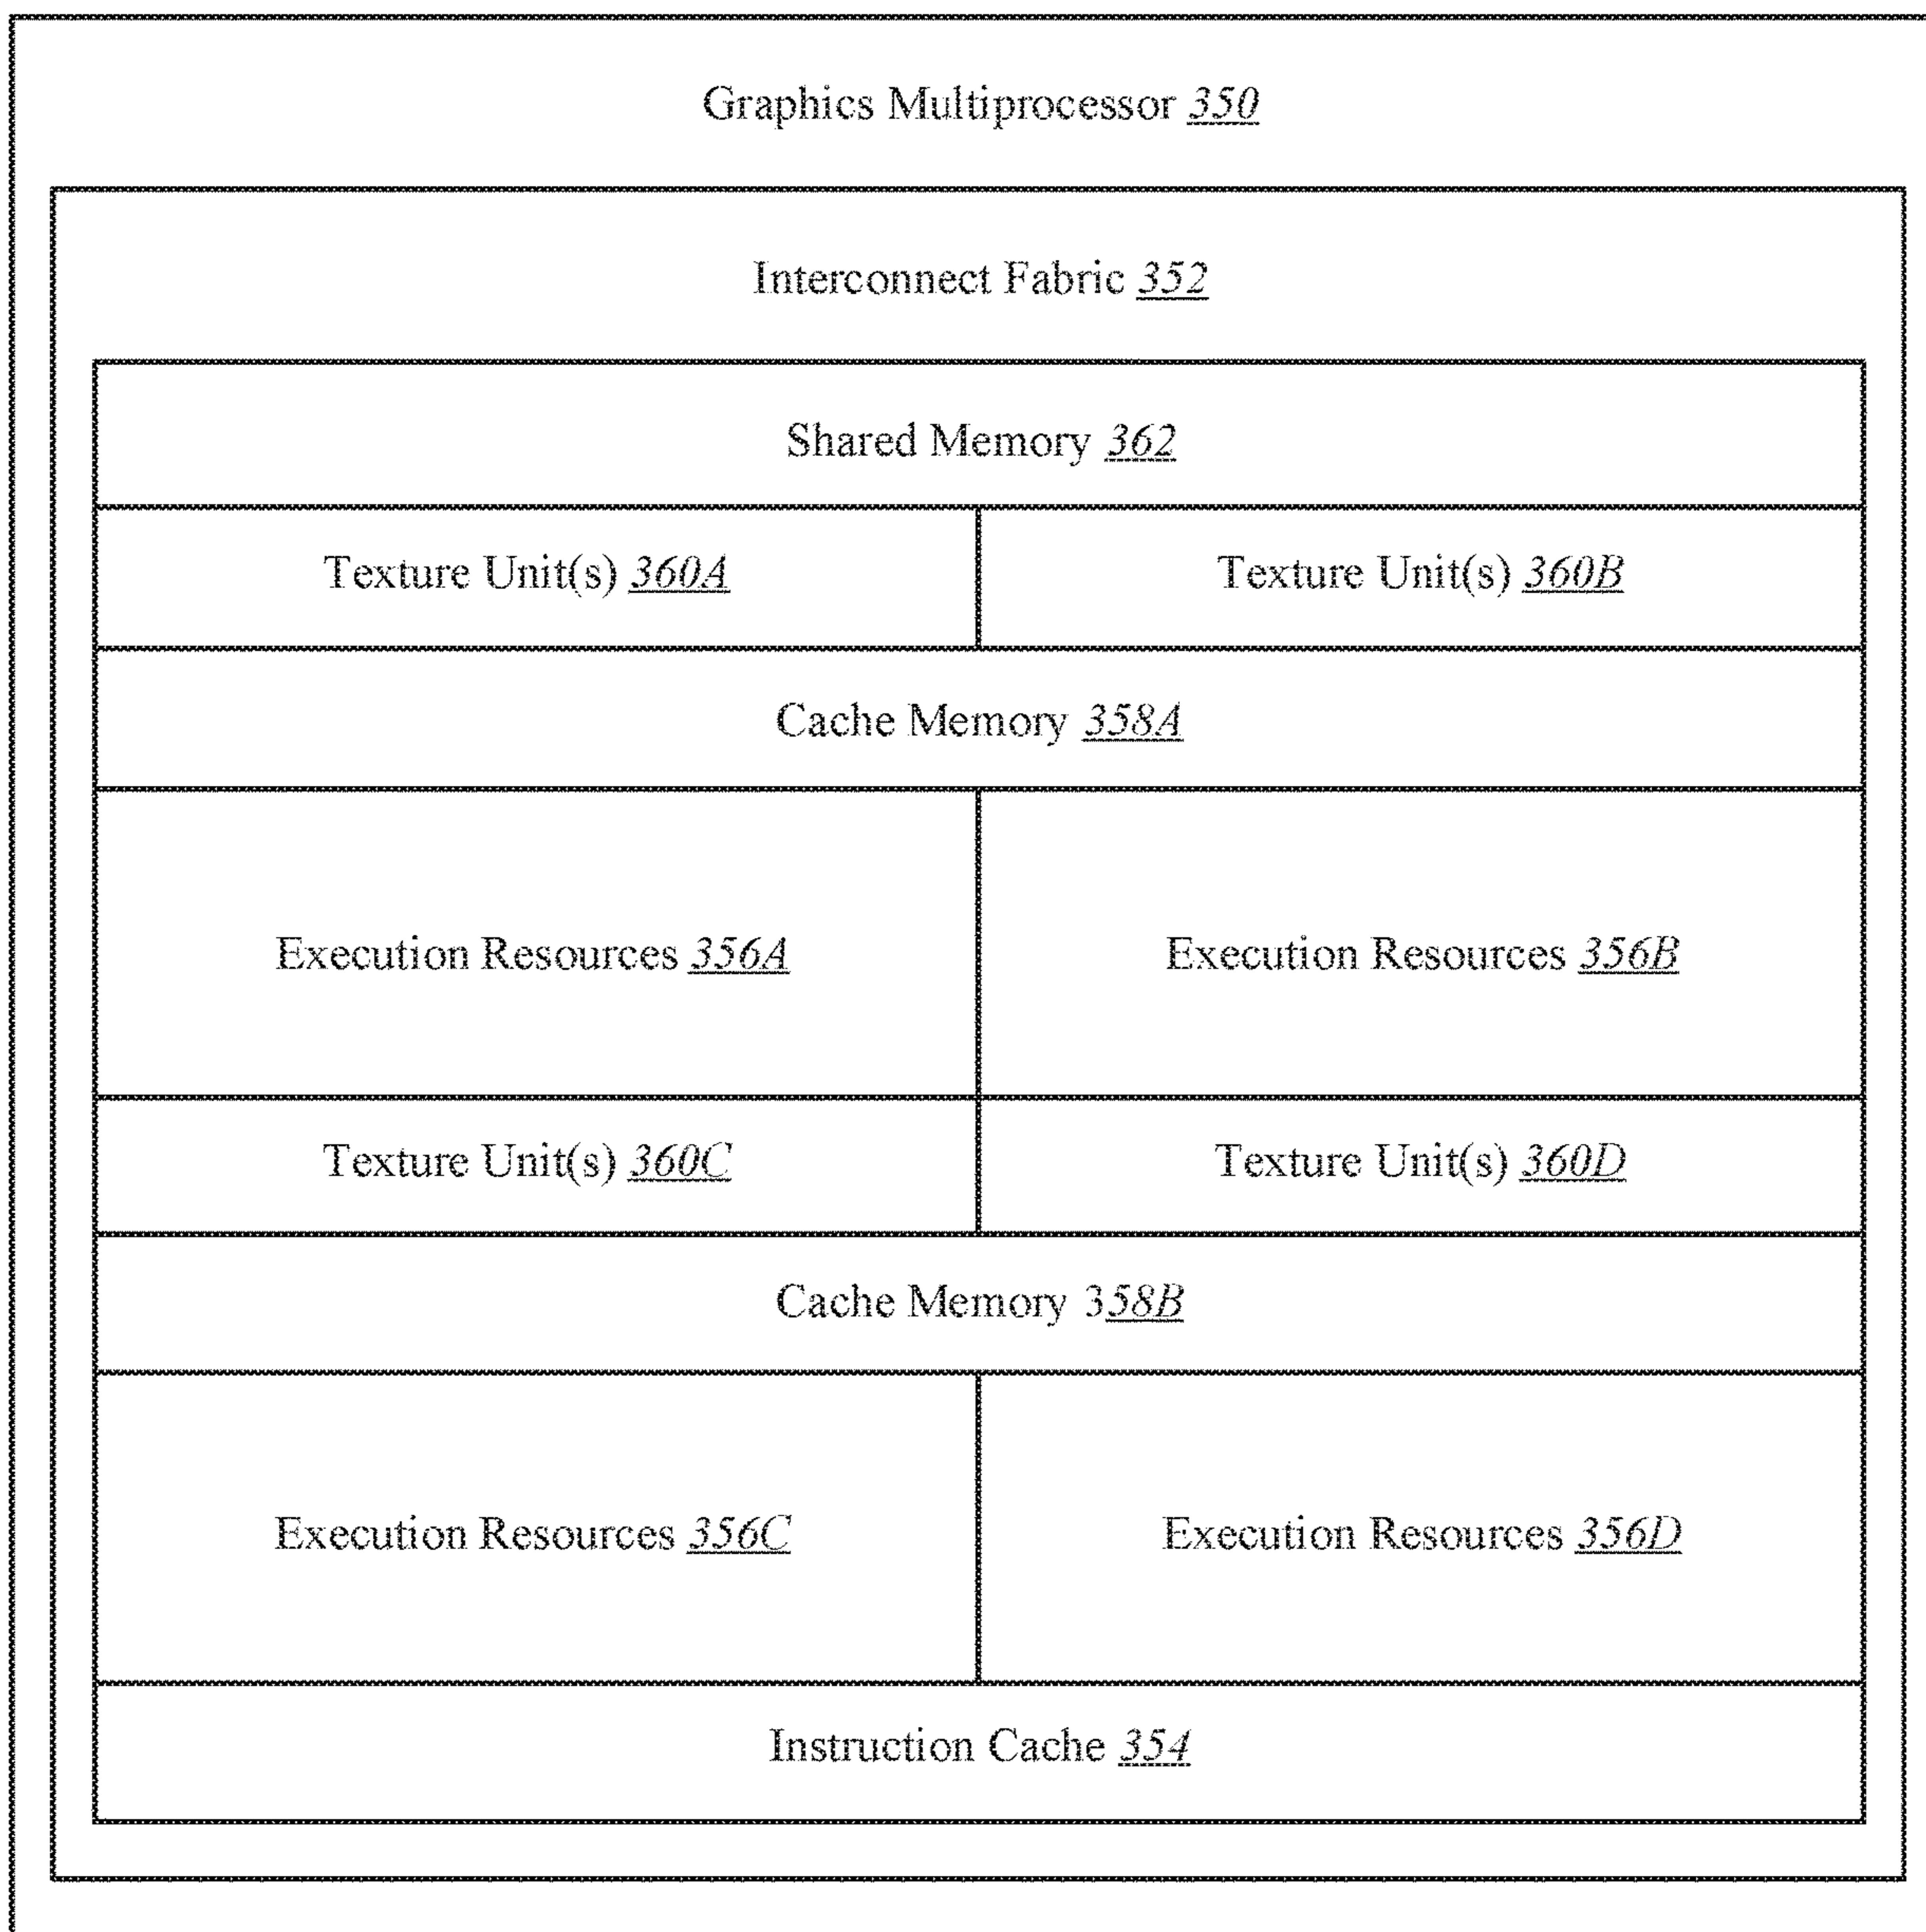 Graphics Multiprocessor 350
Interconnect Fabric 352
Shared Memory 362
Texture Unit(s) 360A
Texture Unit(s) 360B
Cache Memory 358A
Execution Resources 356A
Execution Resources 356B
Texture Unit(s) 360C
Texture Unit(s) 360D
Cache Memory 358B
Execution Resources 356C
Execution Resources 356D
Instruction Cache 354